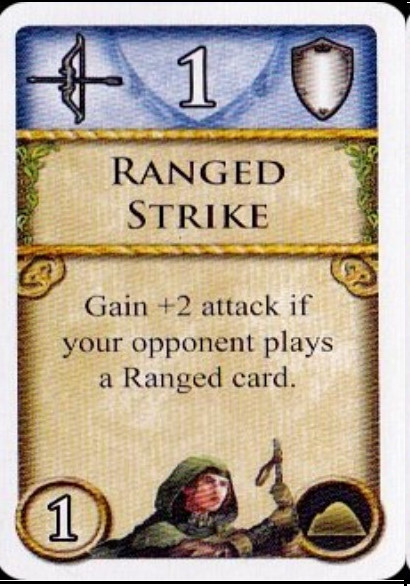 1
RANGED
STRIKE
Gain +2 attack if
your opponent plays
a Ranged card.
1